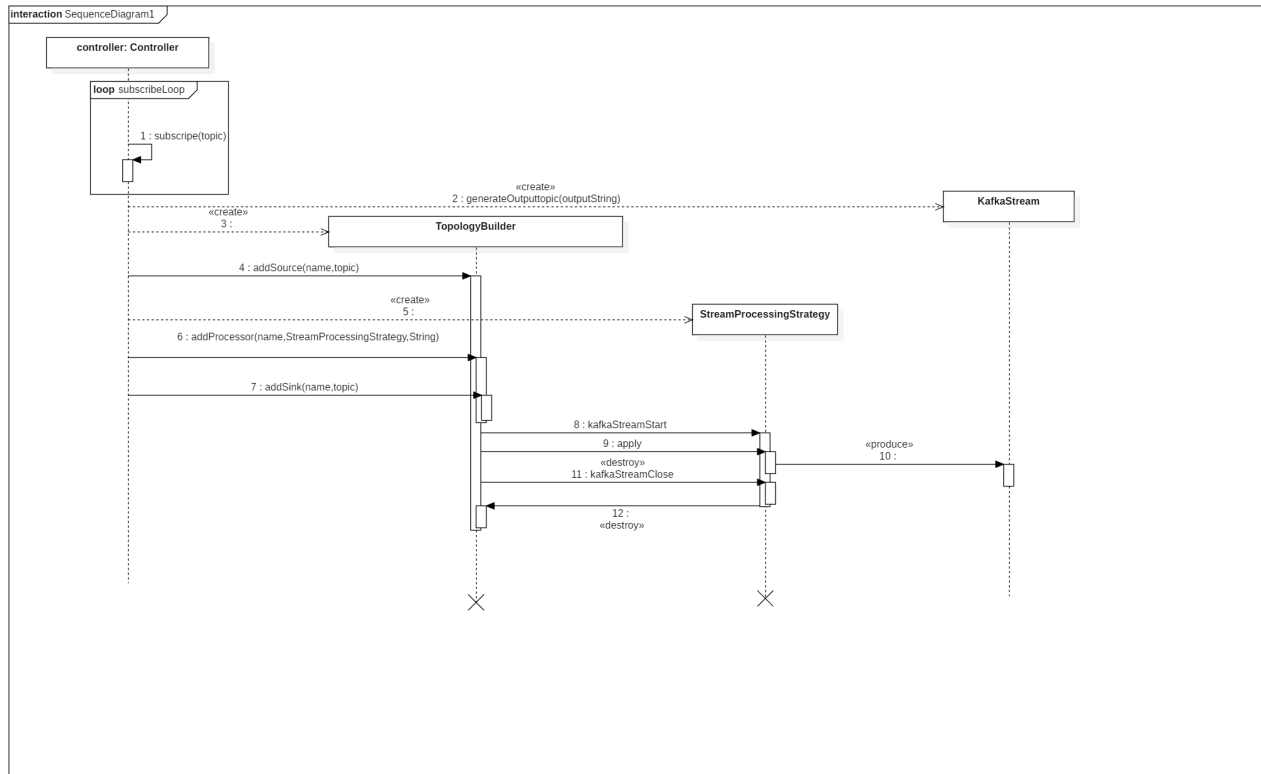 interaction SequenceDiagram1
controller: Controller
loop subscribeLoop
1 : subscripe(topic)
«create»
2 : generateOutputtopic(outputString)
KafkaStream
«create»
3 :
TopologyBuilder
4 : addSource(name,topic)
«create»
5 :
StreamProcessingStrategy
6 : addProcessor(name,StreamProcessingStrategy,String)
7 : addSink(name,topic)
8 : kafkaStreamStart
9 : apply
«produce»
10 :
«destroy»
11 : kafkaStreamClose
12 :
«destroy»